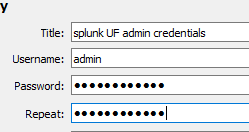 y
Title: splunk UF admin credentials
Username: admin
Password: ●●●●●●●●●●●●
Repeat: ●●●●●●●●●●●●